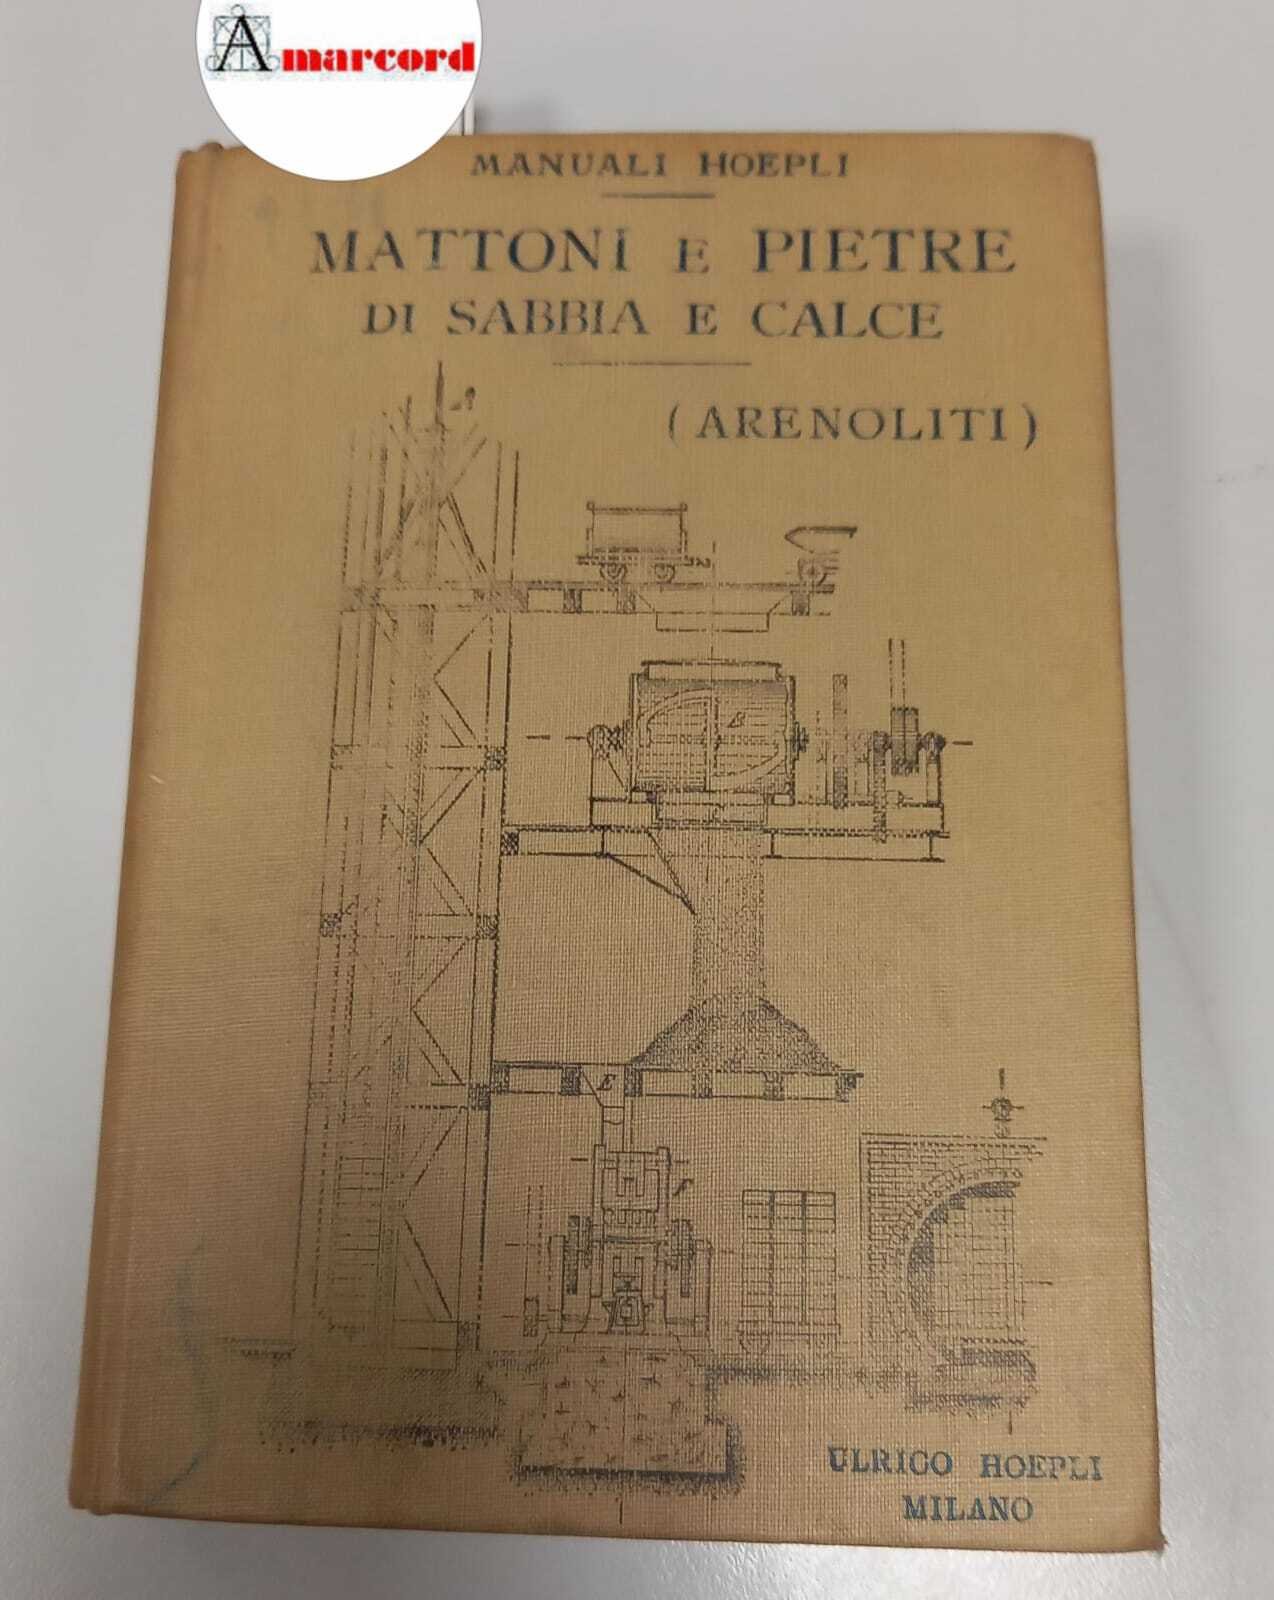 Amarcord
MANUALI HOEPLI
MATTONI E PIETRE
DI SABBIA E CALCE
(ARENOLITI)
B
E
ULRICO HOEPLI
MILANO